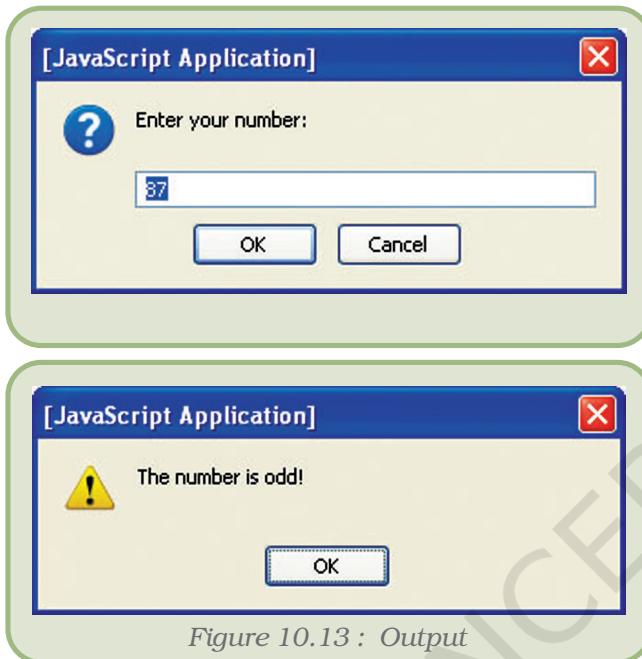 [JavaScript Application]
Enter your number:
87
OK Cancel
[JavaScript Application]
The number is odd!
OK
Figure 10.13 : Output